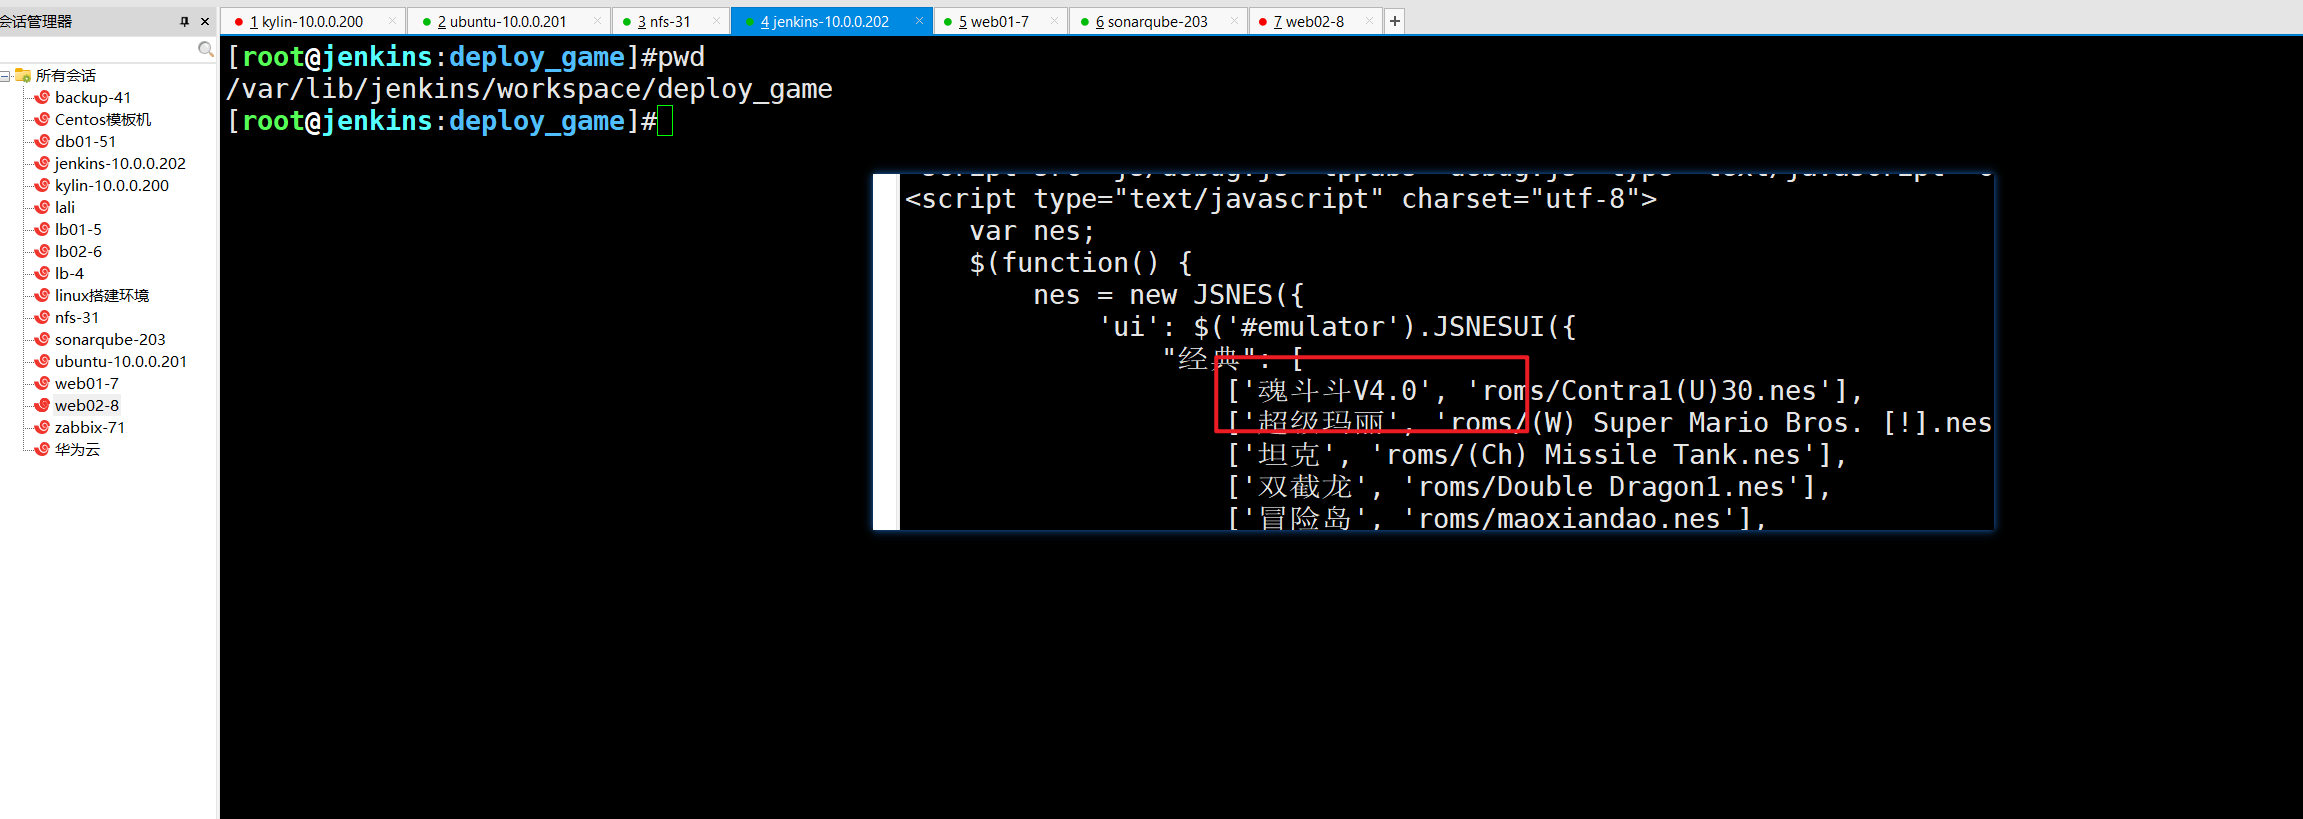 会话管理器
所有会话
backup-41
Centos模板机
db01-51
jenkins-10.0.0.202
kylin-10.0.0.200
lali
lb01-5
lb02-6
lb-4
linux搭建环境
nfs-31
sonarqube-203
ubuntu-10.0.0.201
web01-7
web02-8
zabbix-71
华为云
1 kylin-10.0.0.200
2 ubuntu-10.0.0.201
3 nfs-31
4 jenkins-10.0.0.202
5 web01-7
6 sonarqube-203
7 web02-8
[root@jenkins:deploy_game]#pwd
/var/lib/jenkins/workspace/deploy_game
[root@jenkins:deploy_game]#
<script type="text/javascript" charset="utf-8">
var nes;
$(function() {
nes = new JSNES({
'ui': $('#emulator').JSNESUI({
"经典": [
['魂斗斗V4.0', 'roms/Contra1(U)30.nes'],
['超级玛丽', 'roms/(W) Super Mario Bros. [!].nes
['坦克', 'roms/(Ch) Missile Tank.nes'],
['双截龙', 'roms/Double Dragon1.nes'],
['冒险岛', 'roms/maoxiandao.nes'],